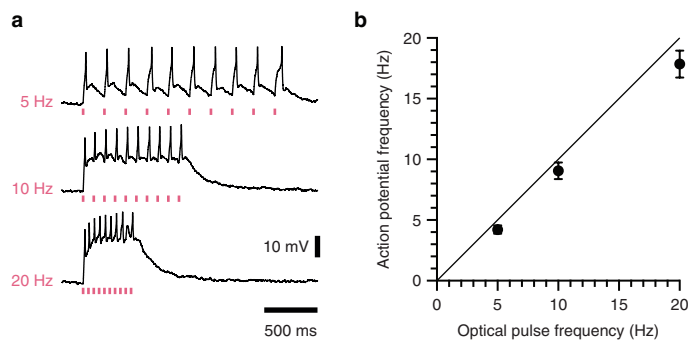 a
5 Hz
10 Hz
20 Hz
10 mV
500 ms
b
Action potential frequency (Hz)
20
15
10
5
0
0 5 10 15 20
Optical pulse frequency (Hz)